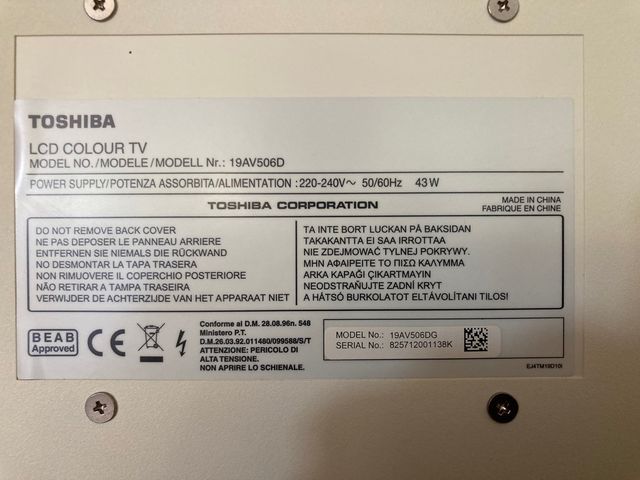 TOSHIBA
LCD COLOUR TV
MODEL NO./MODELE/MODELL Nr.: 19AV506D
POWER SUPPLY/POTENZA ASSORBITA/ALIMENTATION : 220-240V～ 50/60Hz 43W
TOSHIBA CORPORATION
MADE IN CHINA
FABRIQUE EN CHINE
DO NOT REMOVE BACK COVER
NE PAS DEPOSER LE PANNEAU ARRIERE
ENTFERNEN SIE NIEMALS DIE RÜCKWAND
NO DESMONTAR LA TAPA TRASERA
NON RIMUOVERE IL COPERCHIO POSTERIORE
NÃO RETIRAR A TAMPA TRASEIRA
VERWIJDER DE ACHTERZIJDE VAN HET APPARAAT NIET
TA INTE BORT LUCKAN PÅ BAKSIDAN
TAKAKANTTA EI SAA IRROTTAA
NIE ZDEJMOWAĆ TYLNEJ POKRYWY.
ΜΗΝ ΑΦΑΙΡΕΙΤΕ ΤΟ ΠΙΣΩ ΚΑΛΥΜΜΑ
ARKA KAPAĞI ÇIKARTMAYIN
NEODSTRAŇUJTE ZADNÍ KRYT
A HÁTSÓ BURKOLATOT ELTÁVOLÍTANI TILOS!
BEAB
Approved
CE
Conforme al D.M. 28.08.96n. 548
Ministero P.T.
D.M.26.03.92.011480/099588/S/T
ATTENZIONE: PERICOLO DI
ALTA TENSIONE.
NON APRIRE LO SCHIENALE.
MODEL No.: 19AV506DG
SERIAL No.: 825712001138K
EJ4TM19D10I